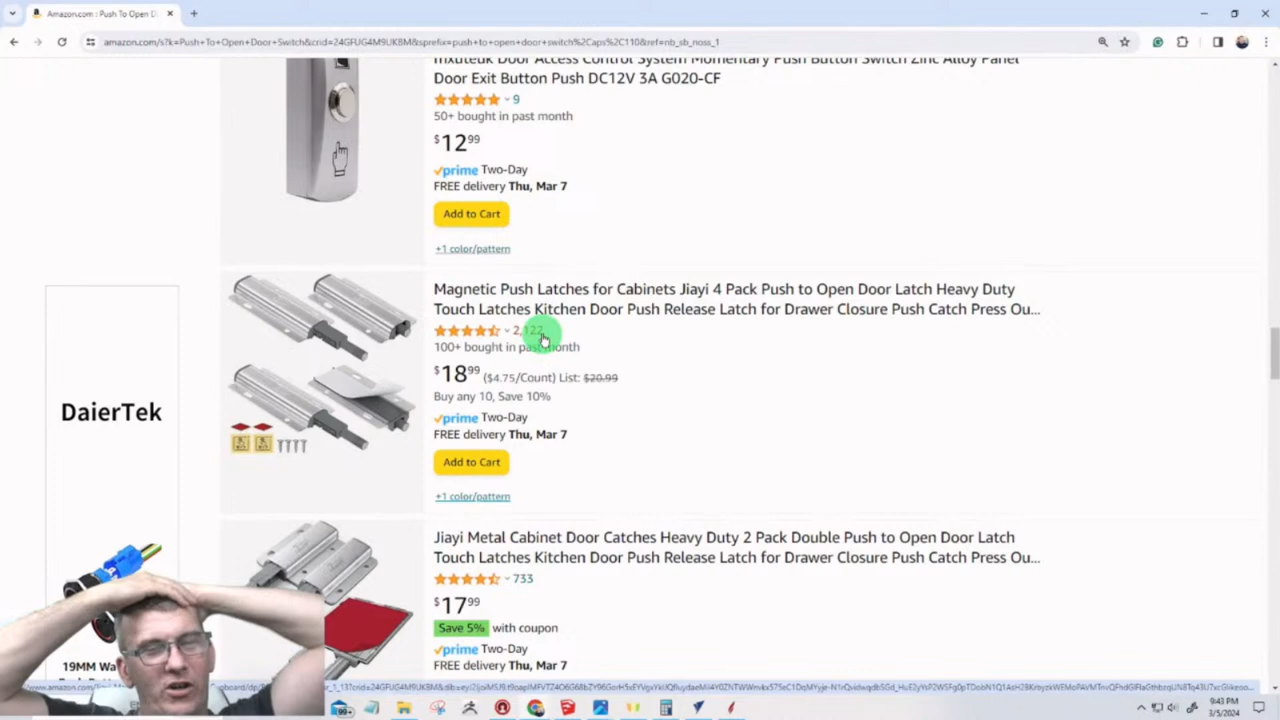 Amazon.com : Push To Open D
amazon.com/s?k=Push+To+Open+Door+Switch&crid=24GFUG4M9UK8M&sprefix=push+to+open+door+switch%2Caps%2C110&ref=nb_sb_noss_1
Door Access Control System Momentary Push Button Switch Zinc Alloy Panel
Door Exit Button Push DC12V 3A G020-CF
9
50+ bought in past month
$12 99
prime Two-Day
FREE delivery Thu, Mar 7
Add to Cart
+1 color/pattern
Magnetic Push Latches for Cabinets Jiayi 4 Pack Push to Open Door Latch Heavy Duty
Touch Latches Kitchen Door Push Release Latch for Drawer Closure Push Catch Press Ou...
2,122
100+ bought in past month
$18 99 ($4.75/Count) List: $20.99
Buy any 10, Save 10%
prime Two-Day
FREE delivery Thu, Mar 7
Add to Cart
+1 color/pattern
DaierTek
Jiayi Metal Cabinet Door Catches Heavy Duty 2 Pack Double Push to Open Door Latch
Touch Latches Kitchen Door Push Release Latch for Drawer Closure Push Catch Press Ou...
733
$17 99
Save 5% with coupon
prime Two-Day
FREE delivery Thu, Mar 7
19MM Wa
99+
9:43 PM
3/5/2024